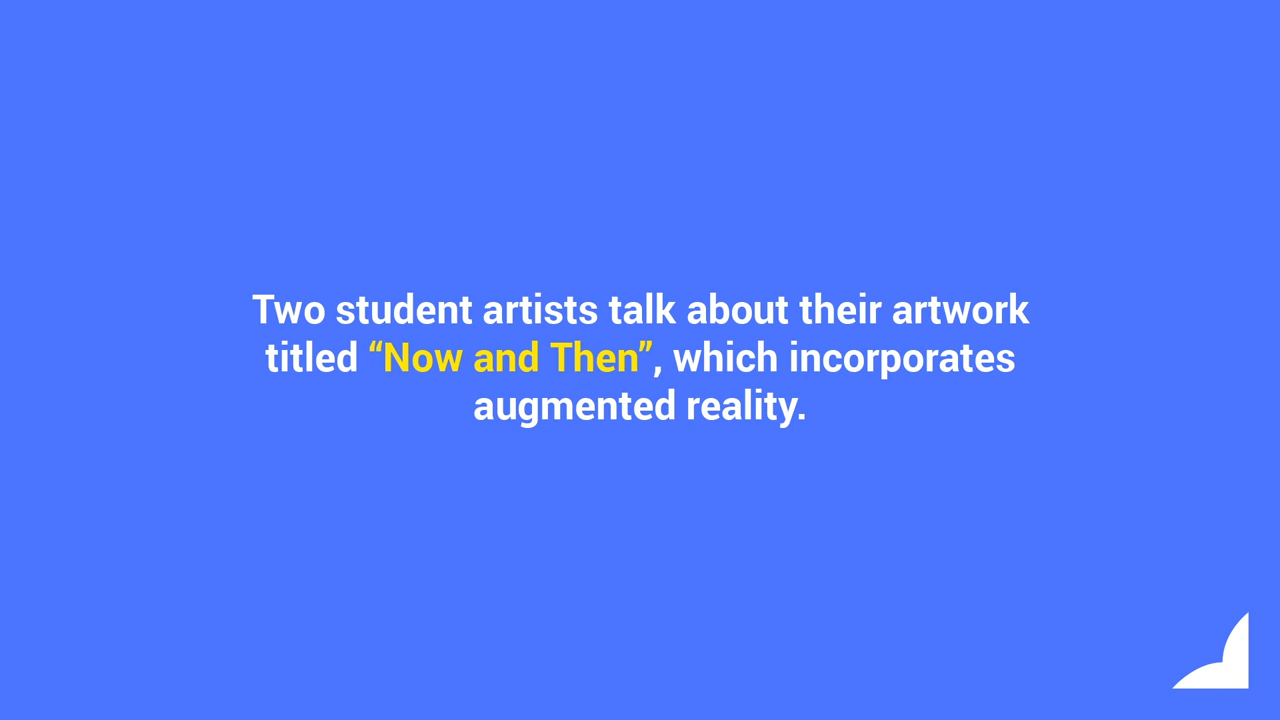 Two student artists talk about their artwork
titled “Now and Then”, which incorporates
augmented reality.